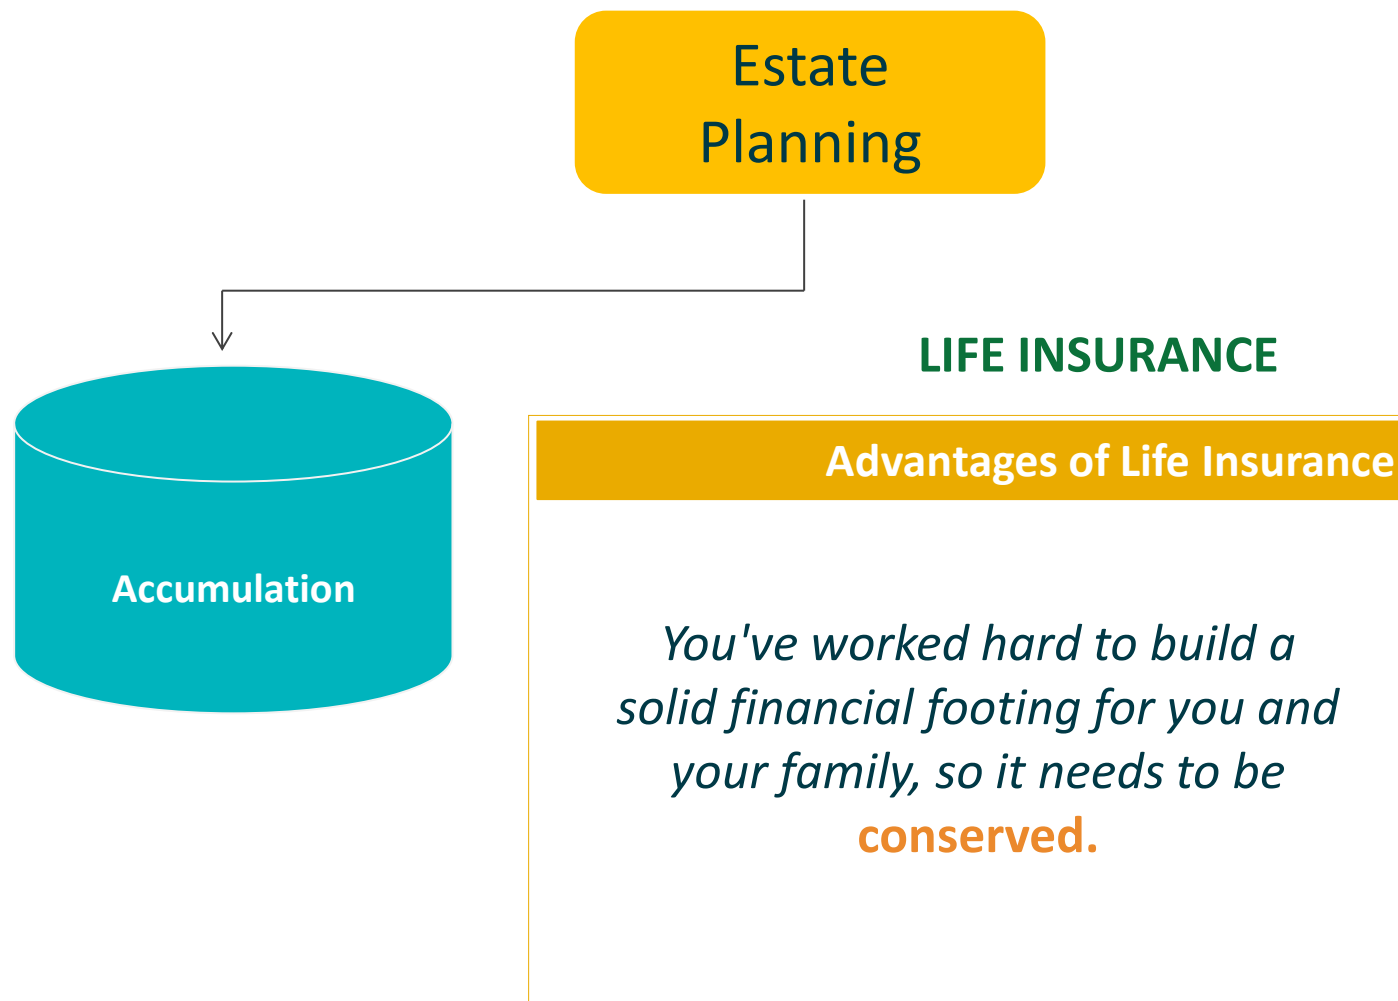 Estate
Planning
LIFE INSURANCE
Advantages of Life Insurance
Accumulation
You've worked hard to build a
solid financial footing for you and
your family, so it needs to be
conserved.